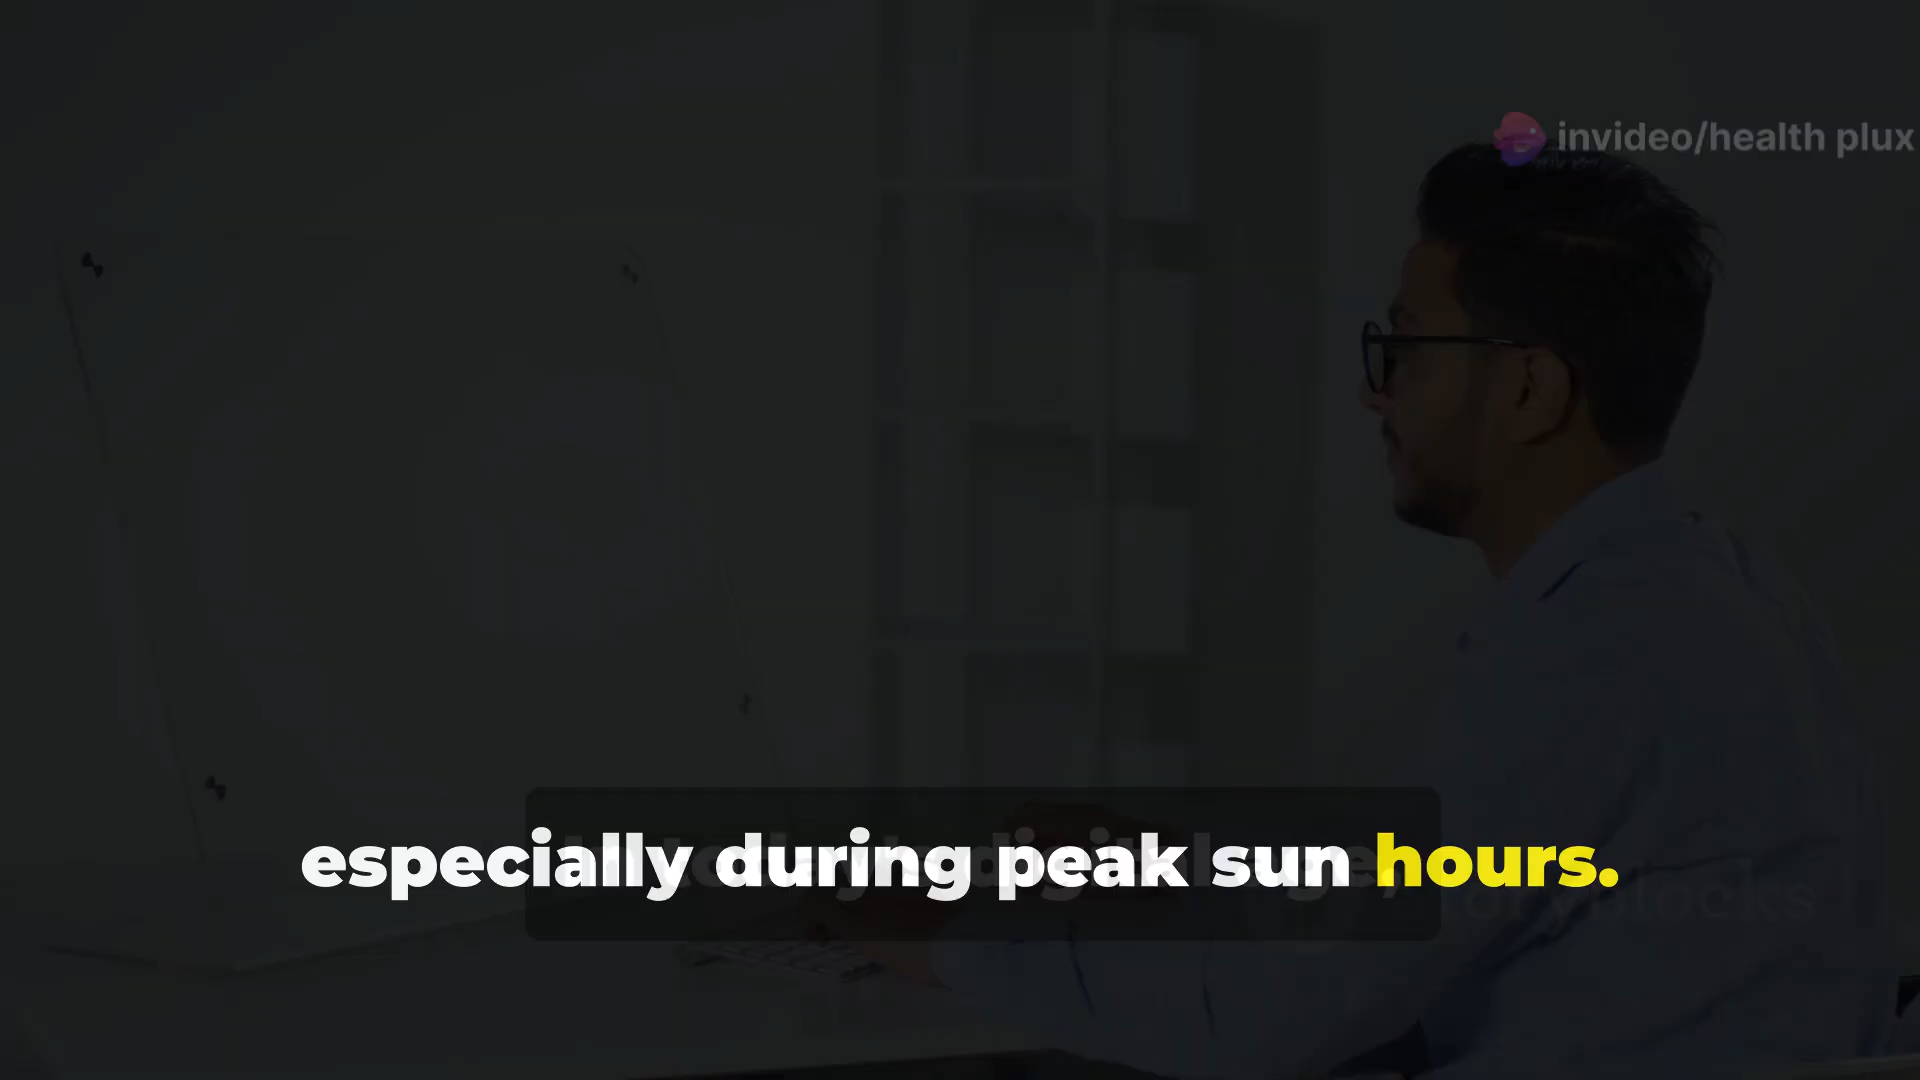 invideo/health plux
especially during peak sun hours.